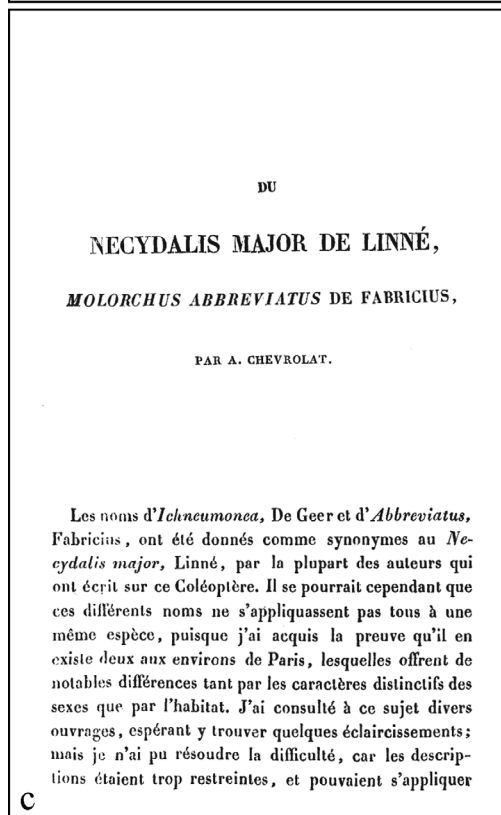 DU
NECYDALIS MAJOR DE LINNÉ,
MOLORCHUS ABBREVIATUS DE FABRICIUS,
PAR A. CHEVROLAT.
Les noms d'Ichneumonea, De Geer et d'Abbreviatus,
Fabricius, ont été donnés comme synonymes au Ne-
cydalis major, Linné, par la plupart des auteurs qui
ont écrit sur ce Coléoptère. Il se pourrait cependant que
ces différents noms ne s'appliquassent pas tous à une
même espèce, puisque j'ai acquis la preuve qu'il en
existe deux aux environs de Paris, lesquelles offrent de
notables différences tant par les caractères distinctifs des
sexes que par l'habitat. J'ai consulté à ce sujet divers
ouvrages, espérant y trouver quelques éclaircissements;
mais je n'ai pu résoudre la difficulté, car les descrip-
tions étaient trop restreintes, et pouvaient s'appliquer
C